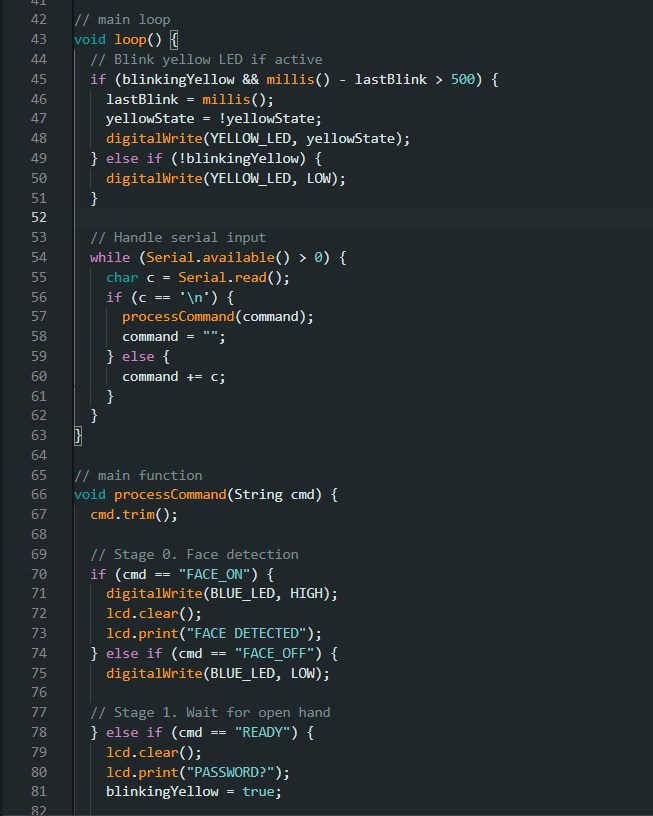 41
42 // main loop
43 void loop() {
44   // Blink yellow LED if active
45   if (blinkingYellow && millis() - lastBlink > 500) {
46     lastBlink = millis();
47     yellowState = !yellowState;
48     digitalWrite(YELLOW_LED, yellowState);
49   } else if (!blinkingYellow) {
50     digitalWrite(YELLOW_LED, LOW);
51   }
52
53   // Handle serial input
54   while (Serial.available() > 0) {
55     char c = Serial.read();
56     if (c == '\n') {
57       processCommand(command);
58       command = "";
59     } else {
60       command += c;
61     }
62   }
63 }
64
65 // main function
66 void processCommand(String cmd) {
67   cmd.trim();
68
69   // Stage 0. Face detection
70   if (cmd == "FACE_ON") {
71     digitalWrite(BLUE_LED, HIGH);
72     lcd.clear();
73     lcd.print("FACE DETECTED");
74   } else if (cmd == "FACE_OFF") {
75     digitalWrite(BLUE_LED, LOW);
76
77   // Stage 1. Wait for open hand
78   } else if (cmd == "READY") {
79     lcd.clear();
80     lcd.print("PASSWORD?");
81     blinkingYellow = true;
82